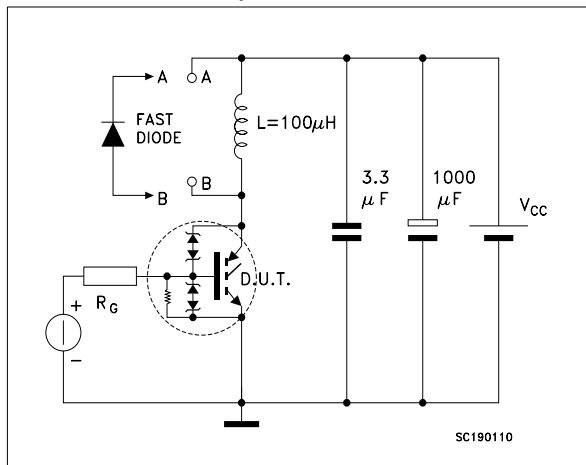 A
A
FAST
DIODE
L=100μH
B
B
3.3
μF
1000
μF
VCC
D.U.T.
RG
+
-
SC190110